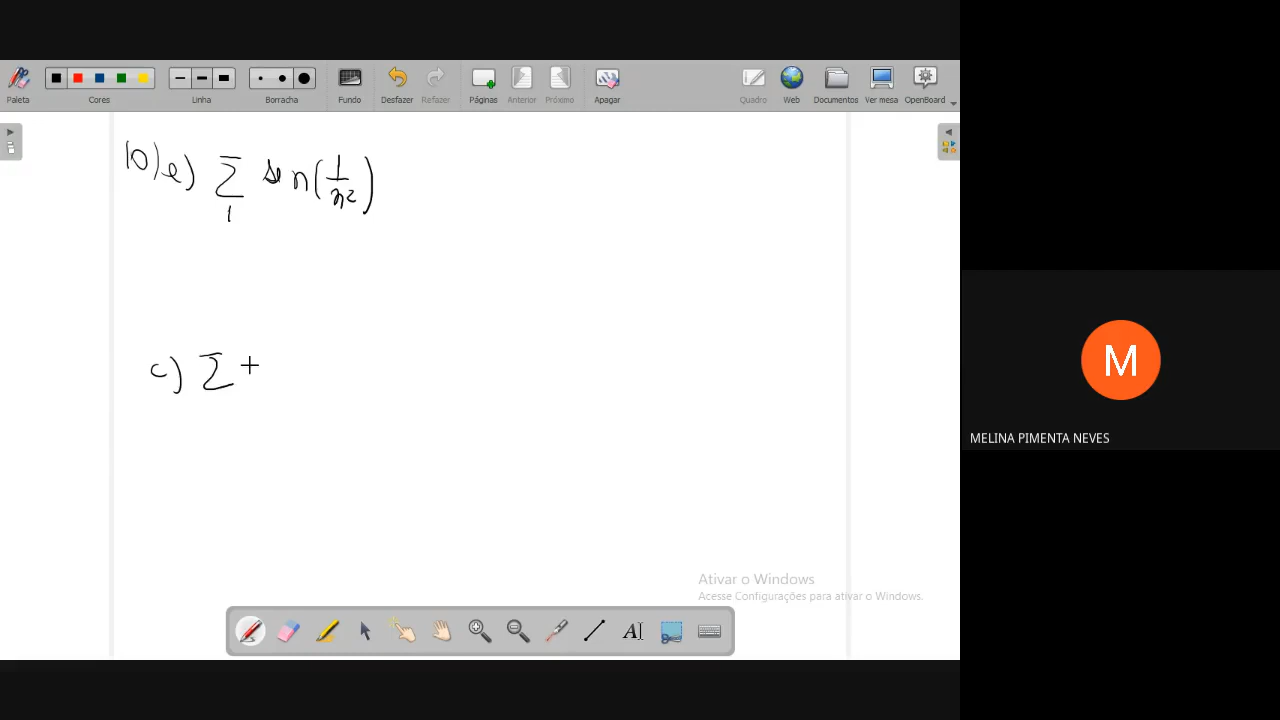 Paleta Cores Linha Borracha Fundo Desfazer Refazer Páginas Anterior Próximo Apagar Quadro Web Documentos Ver mesa OpenBoard
10) e) Σ sen(1/n²)
1
c) Σ +
M
MELINA PIMENTA NEVES
Ativar o Windows
Acesse Configurações para ativar o Windows.
AI